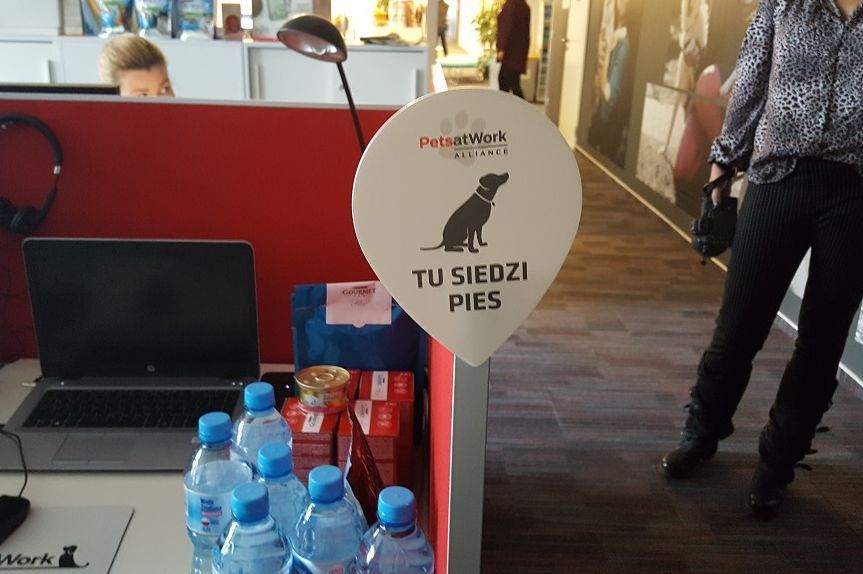 PetsatWork
ALLIANCE
TU SIEDZI
PIES
GOURMET
Work